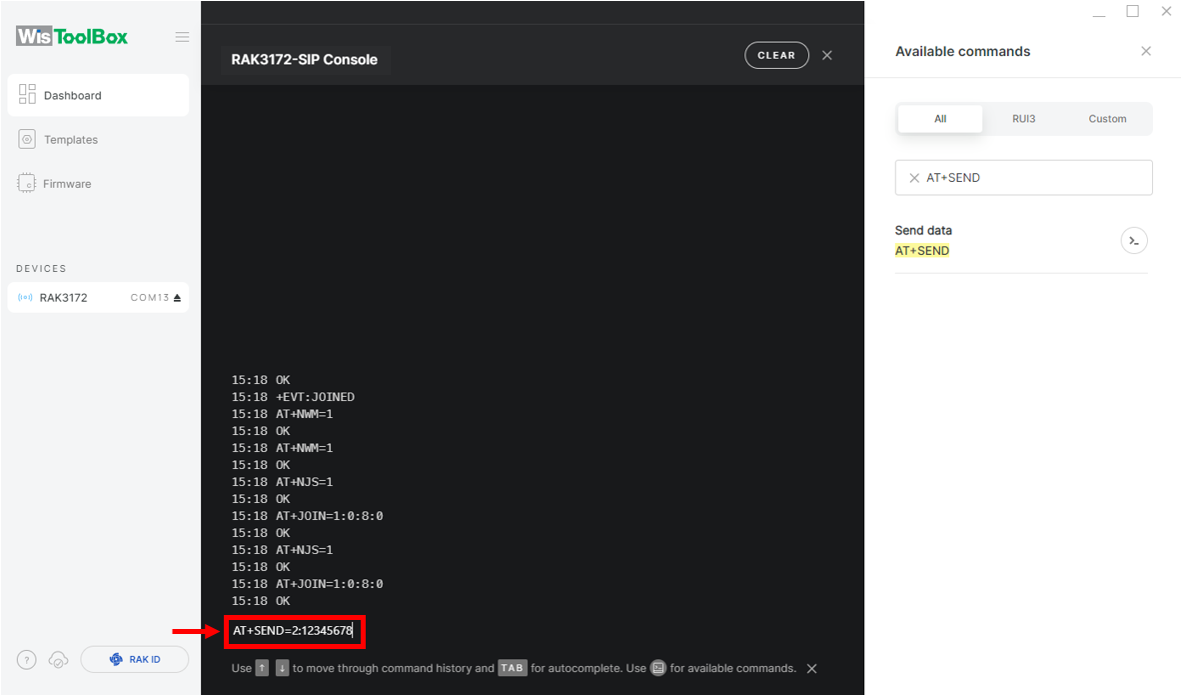 WisToolBox
Dashboard
Templates
Firmware
DEVICES
RAK3172 COM13
? RAK ID
RAK3172-SIP Console
CLEAR
15:18 OK
15:18 +EVT:JOINED
15:18 AT+NWM=1
15:18 OK
15:18 AT+NWM=1
15:18 OK
15:18 AT+NJS=1
15:18 OK
15:18 AT+JOIN=1:0:8:0
15:18 OK
15:18 AT+NJS=1
15:18 OK
15:18 AT+JOIN=1:0:8:0
15:18 OK
AT+SEND=2:12345678
Use ↑ ↓ to move through command history and TAB for autocomplete. Use for available commands.
Available commands
All RUI3 Custom
AT+SEND
Send data
AT+SEND